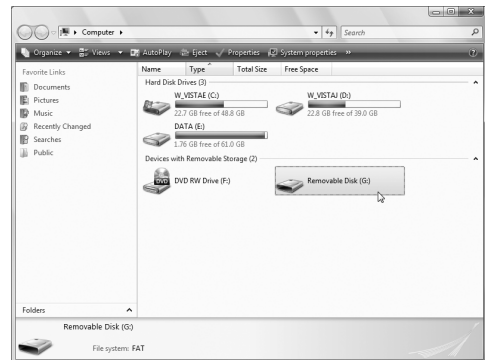 Computer
Search
Organize Views AutoPlay Eject Properties System properties »
Favorite Links
Documents
Pictures
Music
Recently Changed
Searches
Public
Folders
Name Type Total Size Free Space
Hard Disk Drives (3)
W_VISTAE (C:)
22.7 GB free of 48.8 GB
W_VISTAJ (D:)
22.8 GB free of 39.0 GB
DATA (E:)
1.76 GB free of 61.0 GB
Devices with Removable Storage (2)
DVD
DVD RW Drive (F:)
Removable Disk (G:)
Removable Disk (G:)
File system: FAT